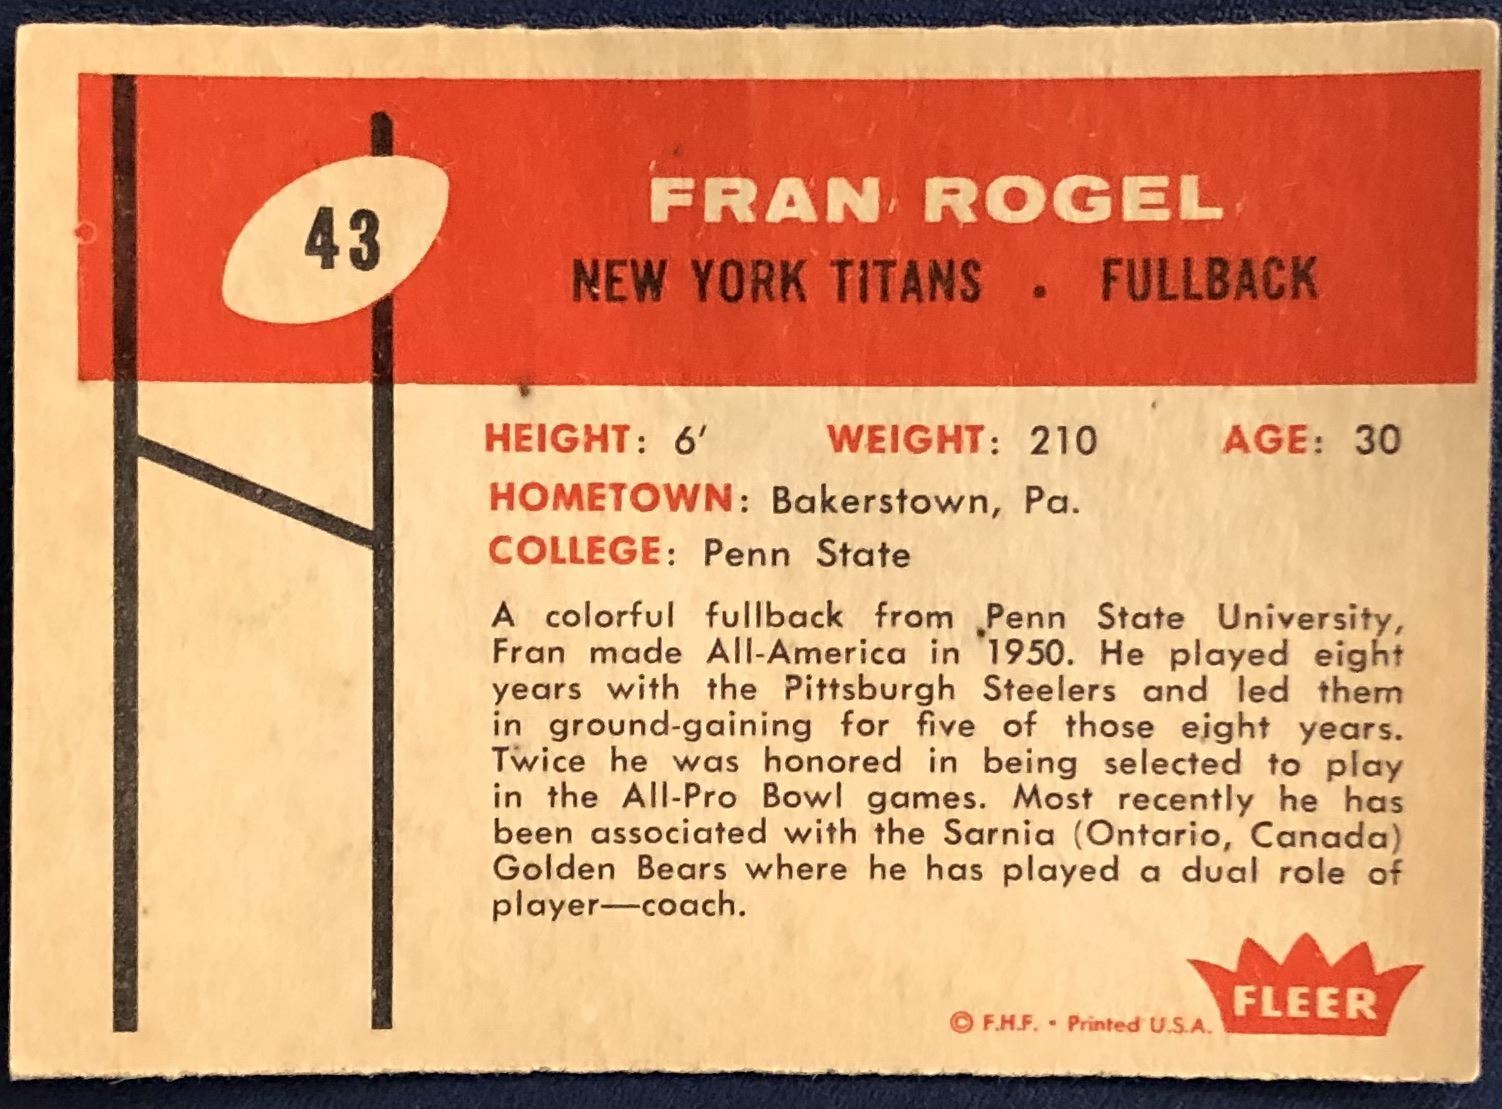 43
FRAN ROGEL
NEW YORK TITANS . FULLBACK
HEIGHT: 6' WEIGHT: 210 AGE: 30
HOMETOWN: Bakerstown, Pa.
COLLEGE: Penn State
A colorful fullback from Penn State University,
Fran made All-America in 1950. He played eight
years with the Pittsburgh Steelers and led them
in ground-gaining for five of those eight years.
Twice he was honored in being selected to play
in the All-Pro Bowl games. Most recently he has
been associated with the Sarnia (Ontario, Canada)
Golden Bears where he has played a dual role of
player—coach.
FLEER
© F.H.F. • Printed U.S.A.